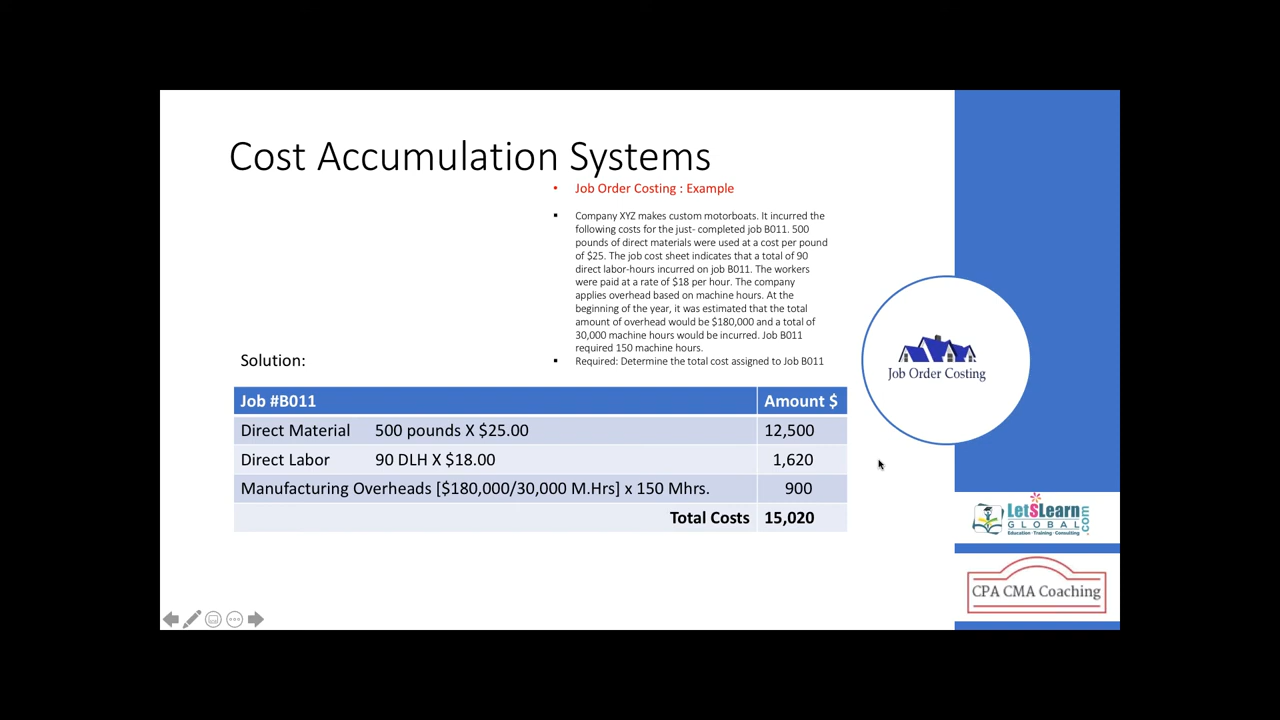 Cost Accumulation Systems
• Job Order Costing : Example
▪ Company XYZ makes custom motorboats. It incurred the
following costs for the just- completed job B011. 500
pounds of direct materials were used at a cost per pound
of $25. The job cost sheet indicates that a total of 90
direct labor-hours incurred on job B011. The workers
were paid at a rate of $18 per hour. The company
applies overhead based on machine hours. At the
beginning of the year, it was estimated that the total
amount of overhead would be $180,000 and a total of
30,000 machine hours would be incurred. Job B011
required 150 machine hours.
▪ Required: Determine the total cost assigned to Job B011
Solution:
Job #B011 Amount $
Direct Material 500 pounds X $25.00 12,500
Direct Labor 90 DLH X $18.00 1,620
Manufacturing Overheads [$180,000/30,000 M.Hrs] x 150 Mhrs. 900
Total Costs 15,020
Job Order Costing
LetSLearn
GLOBAL
.com
Education · Training · Consulting
CPA CMA Coaching